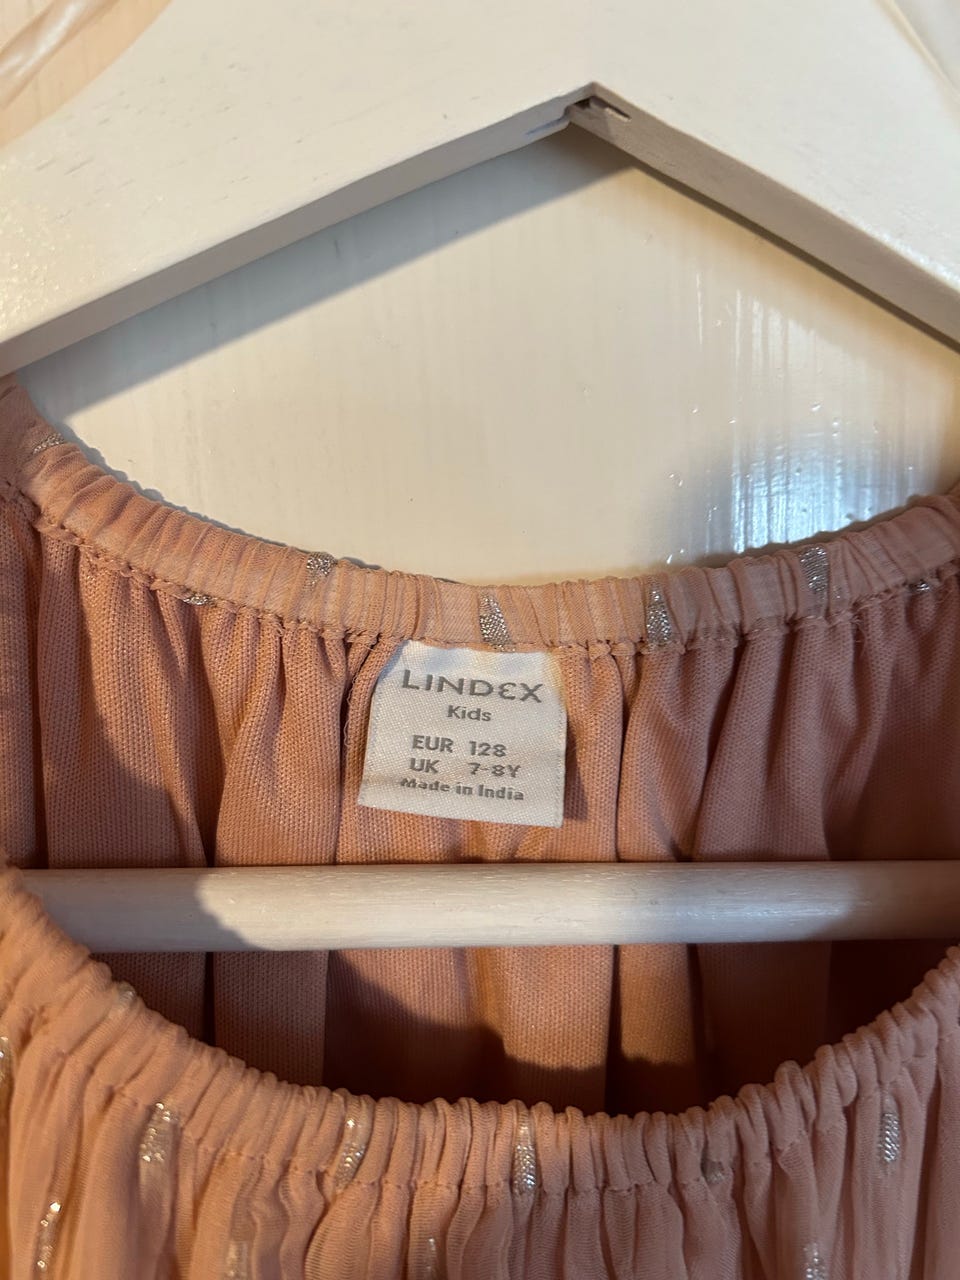 LINDEX
Kids
EUR 128
UK 7-8Y
Made in India